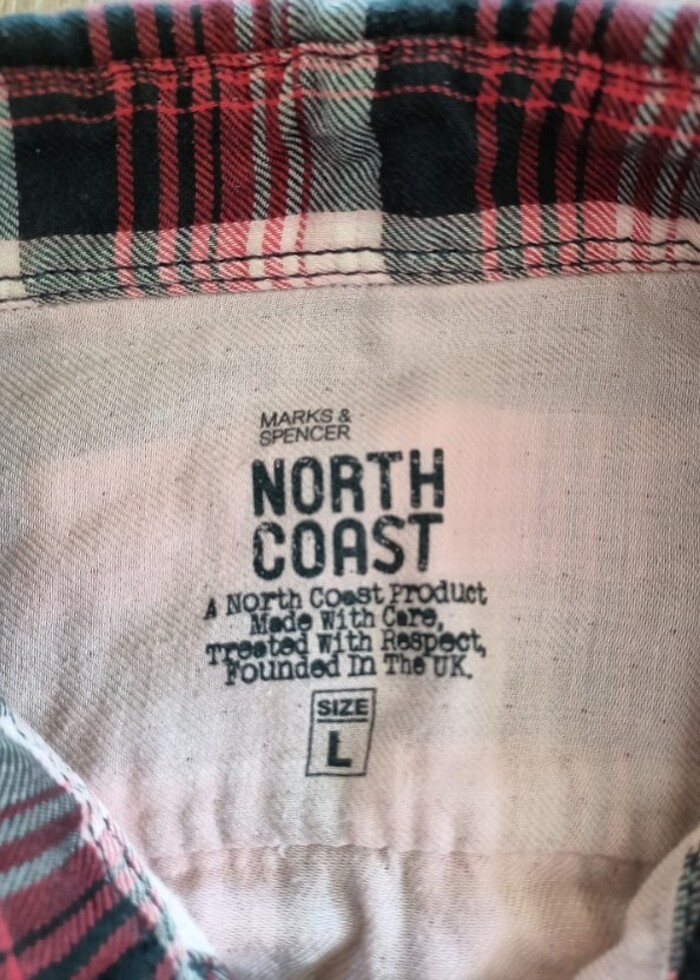 MARKS &
SPENCER
NORTH
COAST
A North Coast Product
Made With Care,
Treated With Respect,
Founded In The UK.
SIZE
L